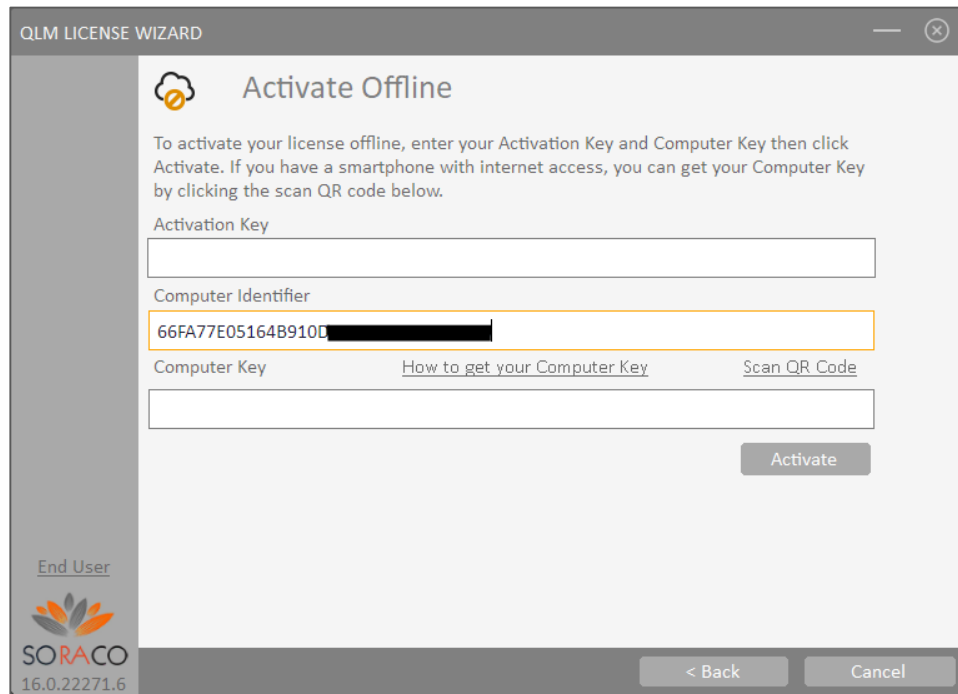 QLM LICENSE WIZARD
Activate Offline
To activate your license offline, enter your Activation Key and Computer Key then click
Activate. If you have a smartphone with internet access, you can get your Computer Key
by clicking the scan QR code below.
Activation Key
Computer Identifier
66FA77E05164B910D
Computer Key How to get your Computer Key Scan QR Code
Activate
End User
SORACO
16.0.22271.6
< Back Cancel